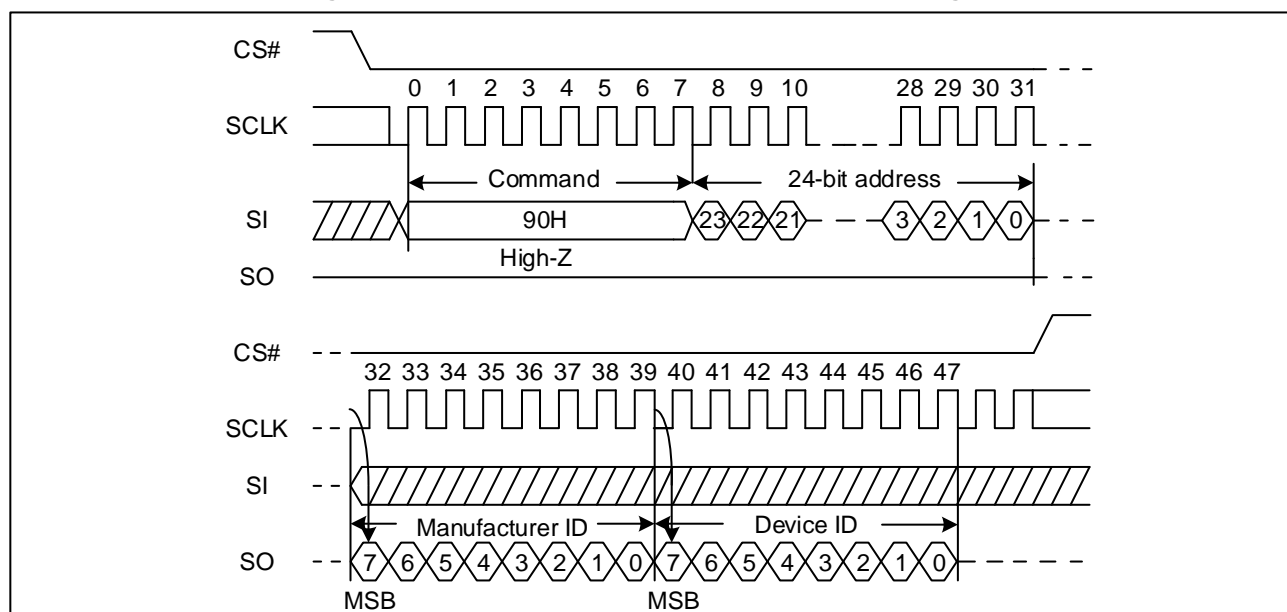 CS#
0 1 2 3 4 5 6 7 8 9 10 28 29 30 31
SCLK
Command 24-bit address
SI 90H 23 22 21 3 2 1 0
High-Z
SO
CS#
32 33 34 35 36 37 38 39 40 41 42 43 44 45 46 47
SCLK
SI
Manufacturer ID Device ID
SO 7 6 5 4 3 2 1 0 7 6 5 4 3 2 1 0
MSB MSB